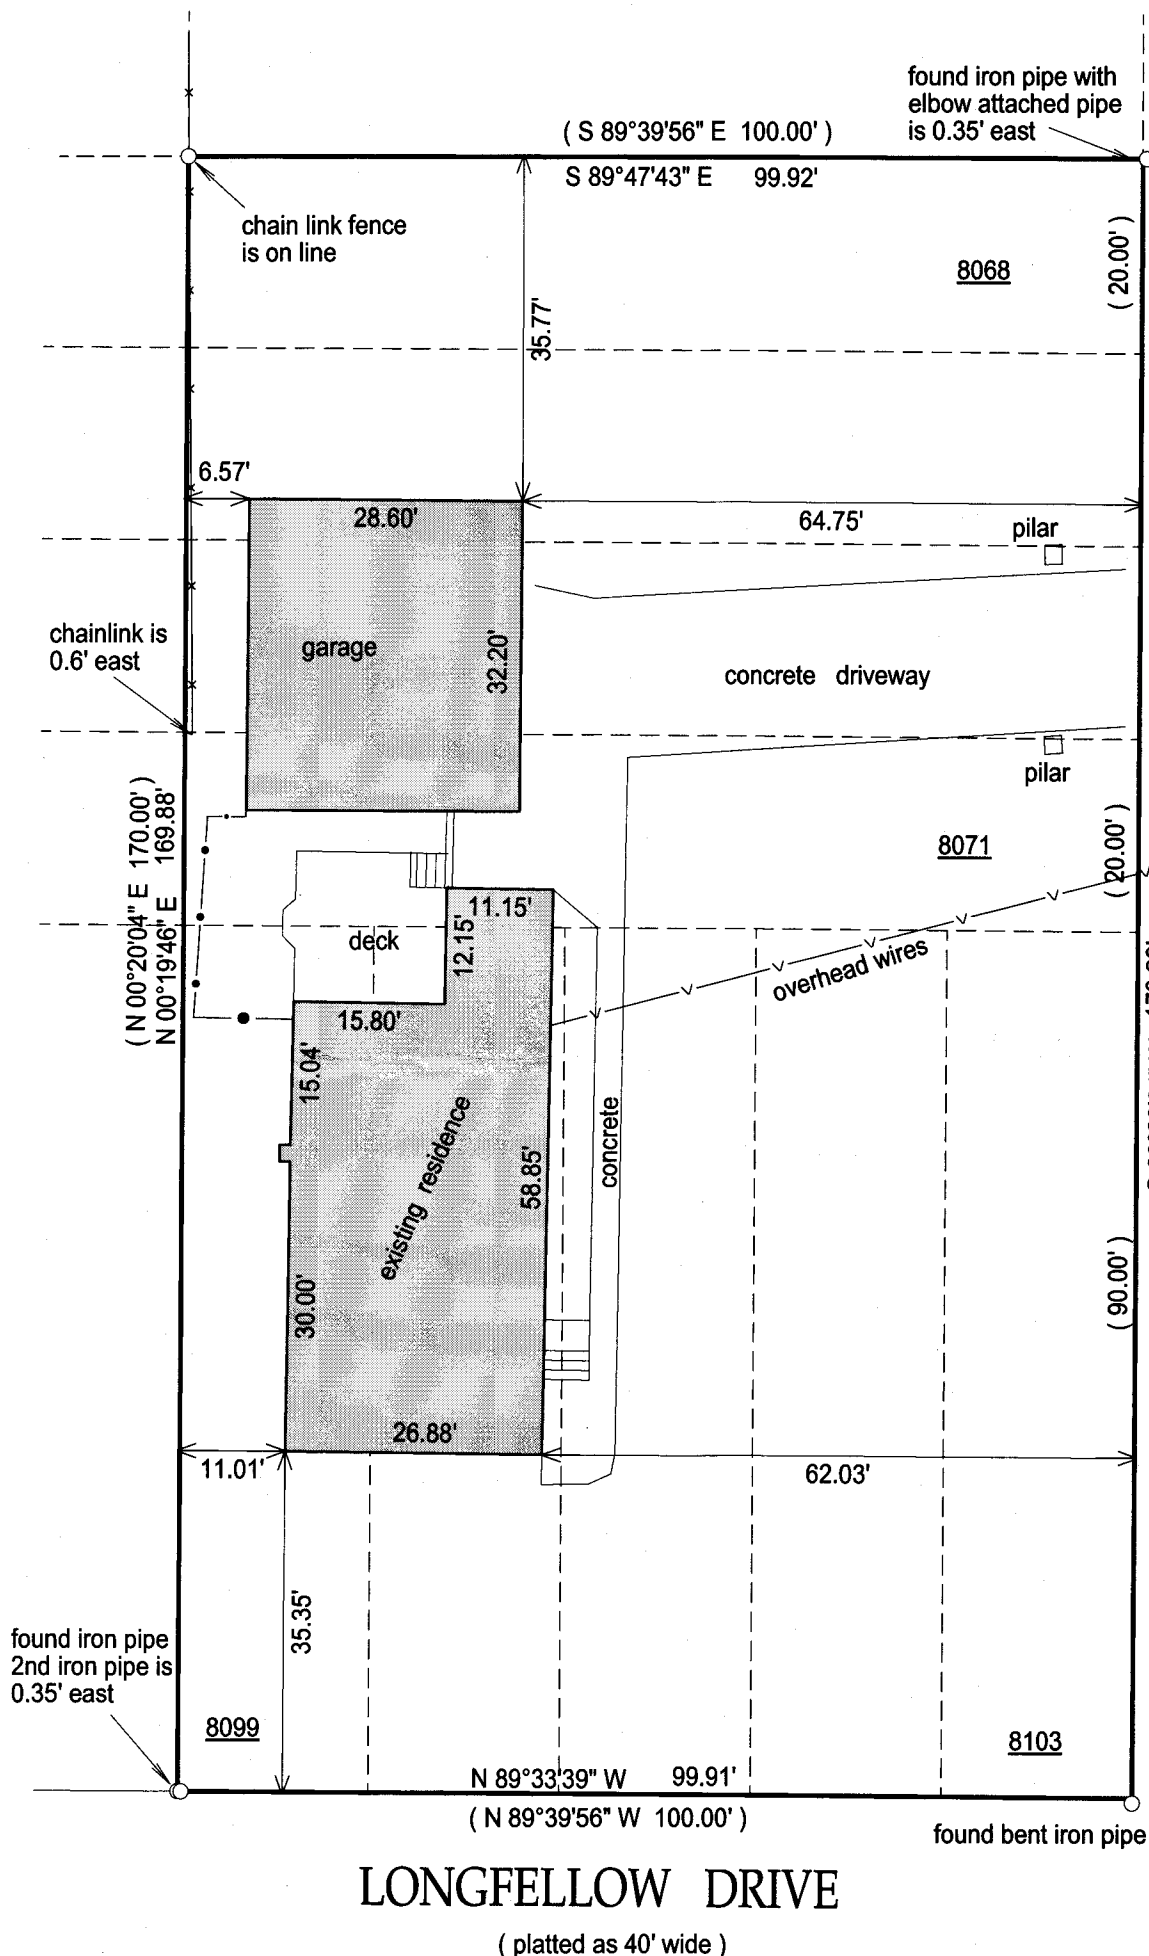 found iron pipe with
elbow attached pipe
is 0.35' east
( S 89°39'56" E 100.00' )
S 89°47'43" E 99.92'
chain link fence
is on line
( 20.00' )
8068
35.77'
6.57'
28.60'
64.75'
pilar
chainlink is
0.6' east
garage
32.20'
concrete driveway
pilar
( N 00°20'04" E 170.00' )
N 00°19'46" E 169.88'
8071
( 20.00' )
11.15'
deck
12.15'
overhead wires
15.80'
15.04'
existing residence
58.85'
concrete
30.00'
( 90.00' )
26.88'
11.01'
62.03'
35.35'
found iron pipe
2nd iron pipe is
0.35' east
8099
8103
N 89°33'39" W 99.91'
( N 89°39'56" W 100.00' )
found bent iron pipe
LONGFELLOW DRIVE
( platted as 40' wide )